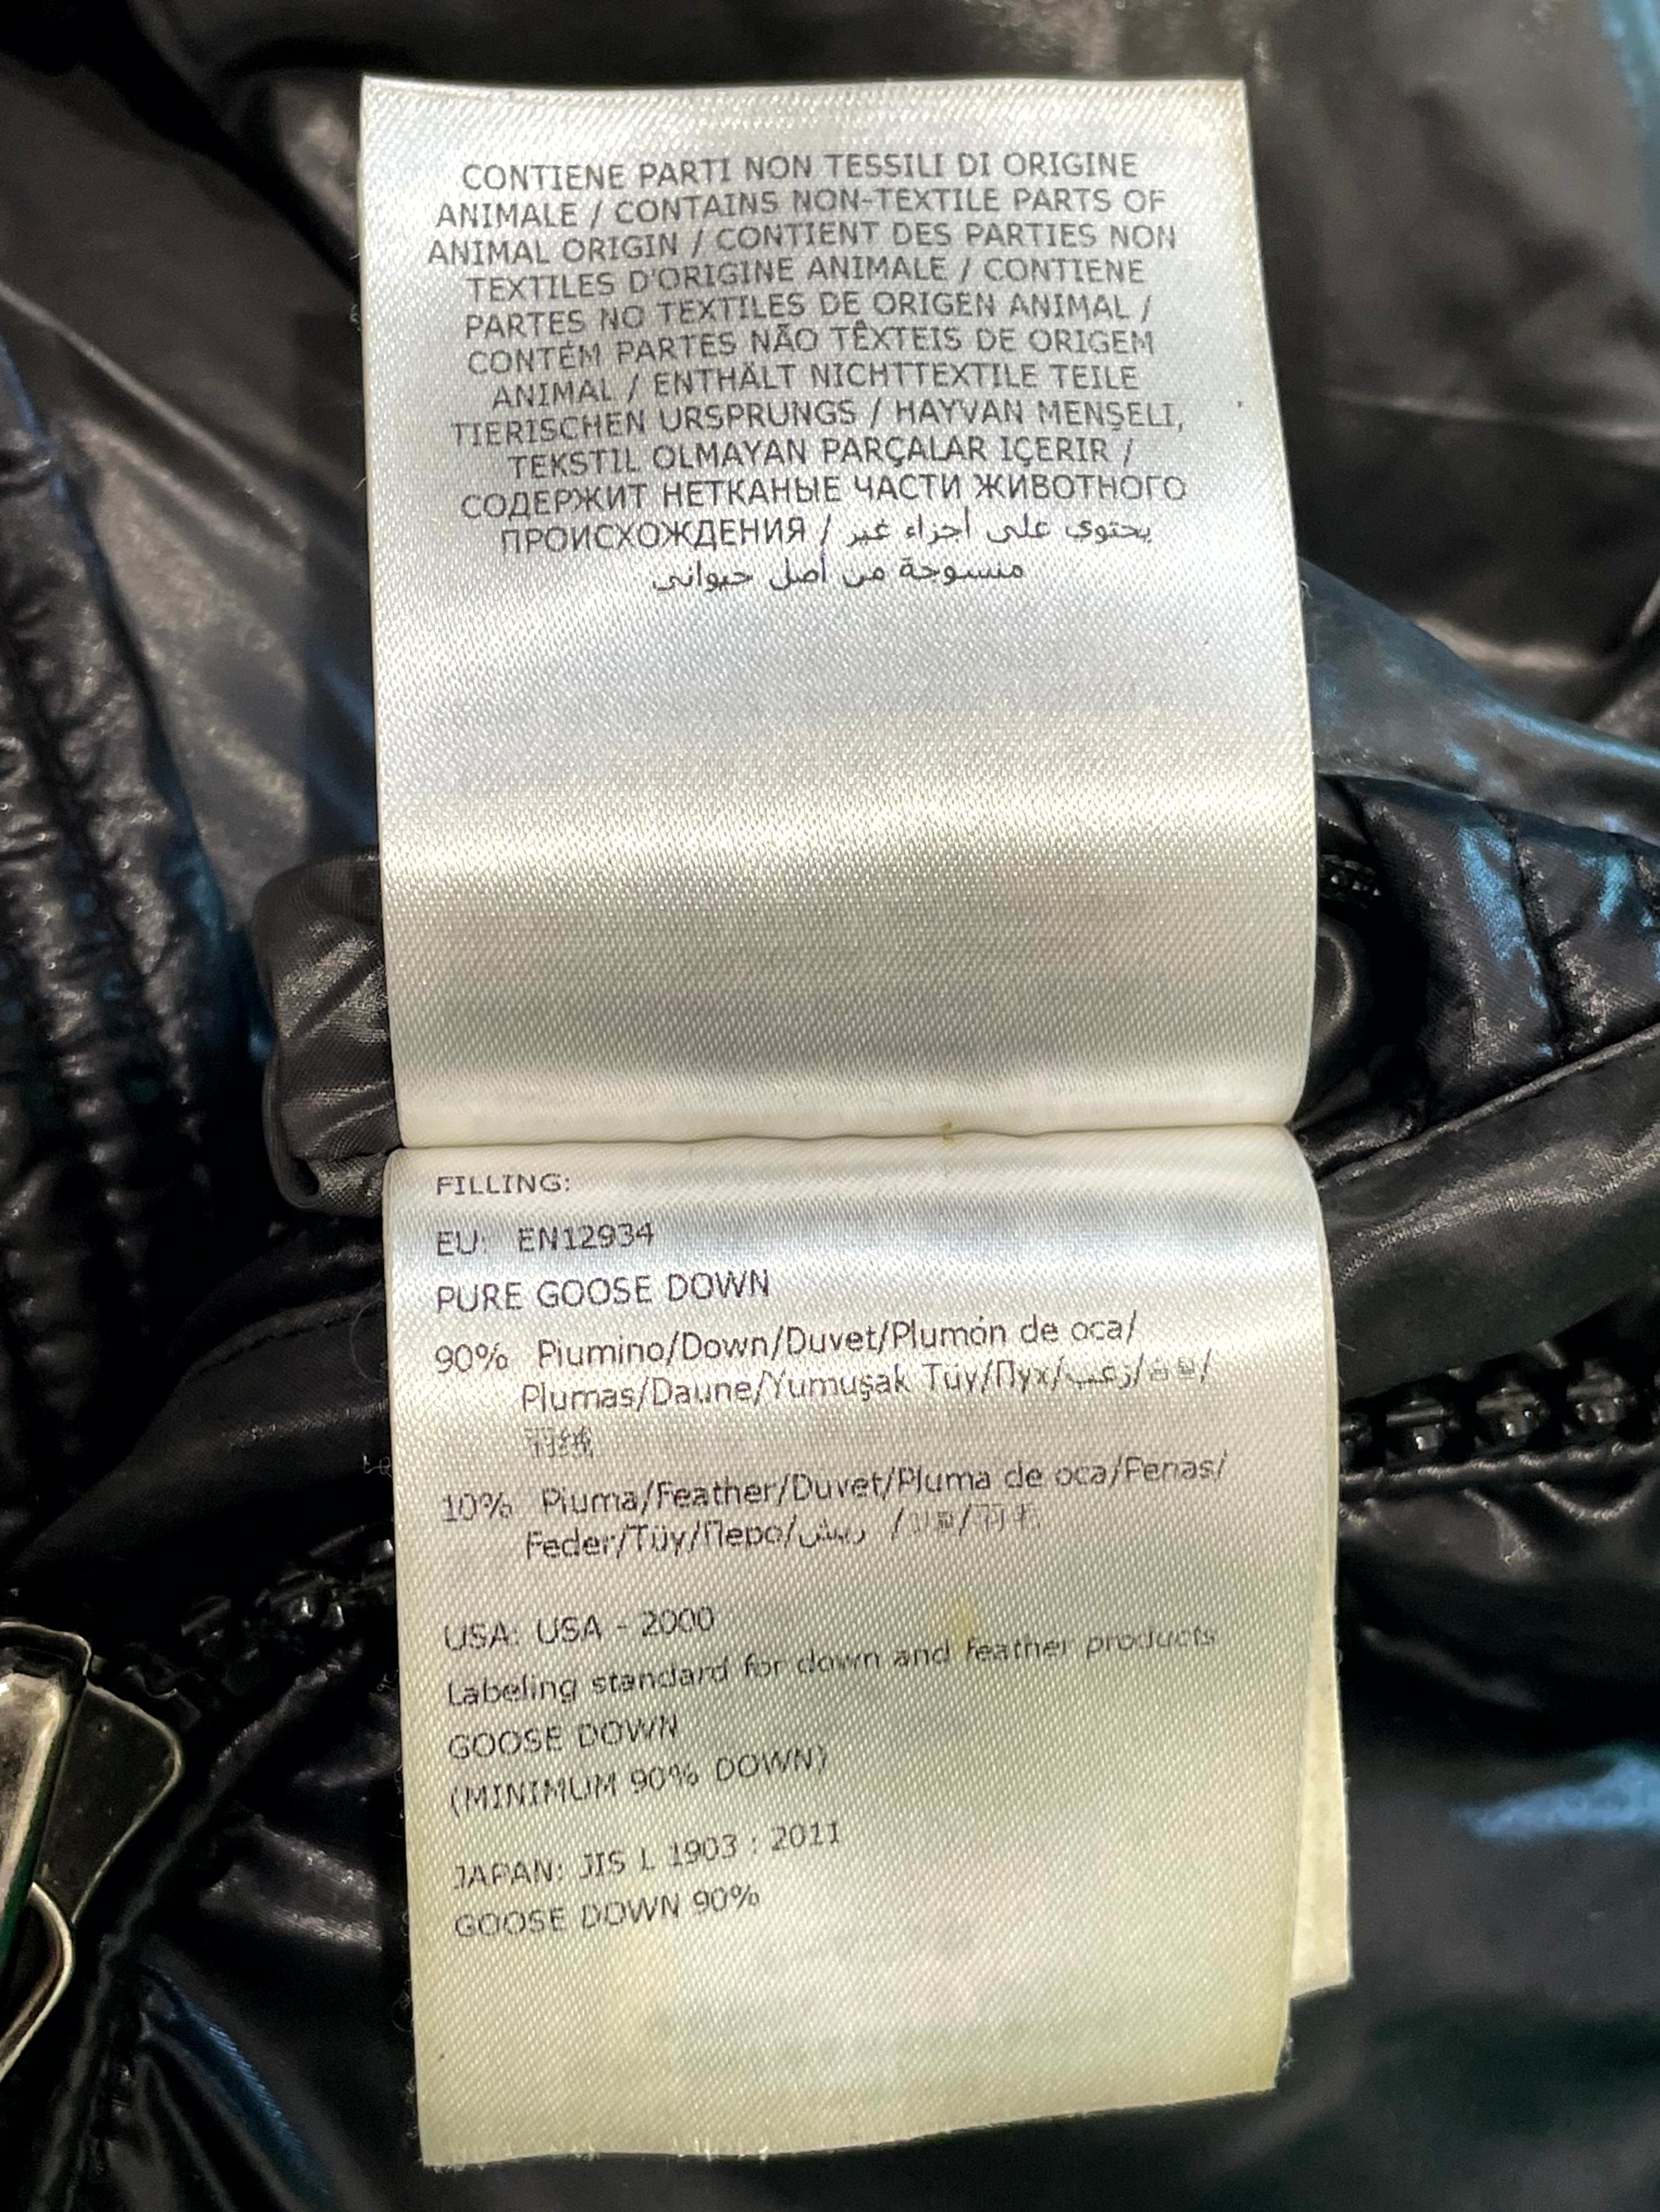 CONTIENE PARTI NON TESSILI DI ORIGINE
ANIMALE / CONTAINS NON-TEXTILE PARTS OF
ANIMAL ORIGIN / CONTIENT DES PARTIES NON
TEXTILES D'ORIGINE ANIMALE / CONTIENE
PARTES NO TEXTILES DE ORIGEN ANIMAL /
CONTÉM PARTES NÃO TÊXTEIS DE ORIGEM
ANIMAL / ENTHÄLT NICHTTEXTILE TEILE
TIERISCHEN URSPRUNGS / HAYVAN MENŞELI,
TEKSTIL OLMAYAN PARÇALAR IÇERIR /
СОДЕРЖИТ НЕТКАНЫЕ ЧАСТИ ЖИВОТНОГО
ПРОИСХОЖДЕНИЯ / يحتوي على أجزاء غير
منسوجة من أصل حيواني
FILLING:
EU: EN12934
PURE GOOSE DOWN
90% Piumino/Down/Duvet/Plumón de oca/
Plumas/Daune/Yumuşak Tüy/Пух/زغب/
羽绒
10% Piuma/Feather/Duvet/Pluma de oca/Penas/
Feder/Tüy/Перо/ريش /羽毛
USA: USA - 2000
Labeling standard for down and feather products
GOOSE DOWN
(MINIMUM 90% DOWN)
JAPAN: JIS L 1903 : 2011
GOOSE DOWN 90%